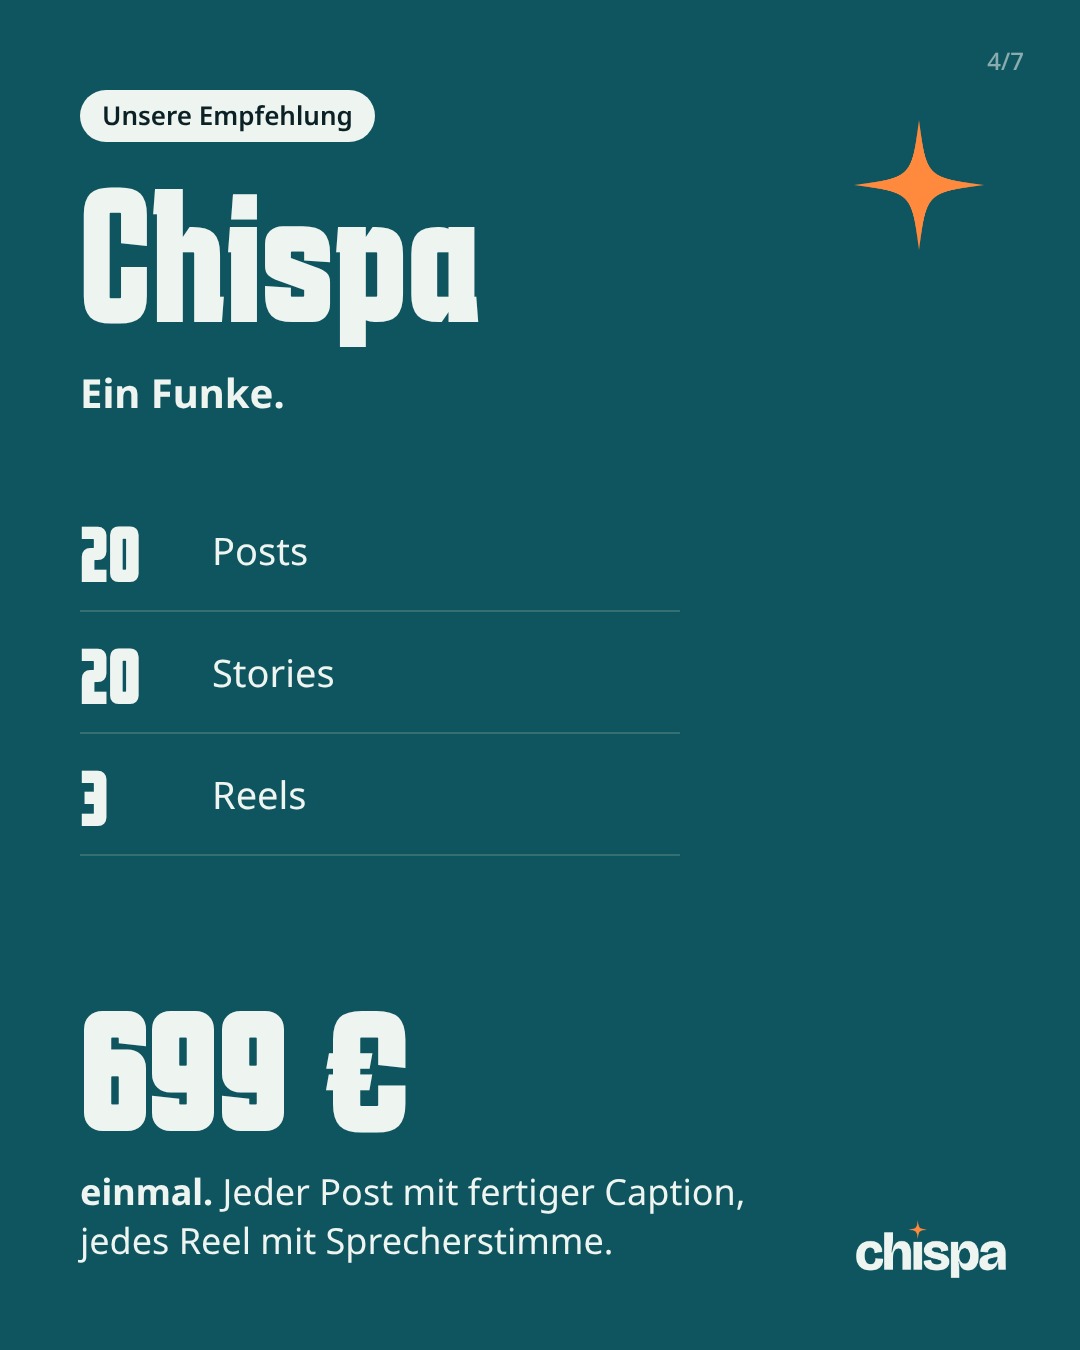 4/7
Unsere Empfehlung
Chispa
Ein Funke.
20 Posts
20 Stories
3 Reels
699 €
einmal. Jeder Post mit fertiger Caption,
jedes Reel mit Sprecherstimme.
chispa